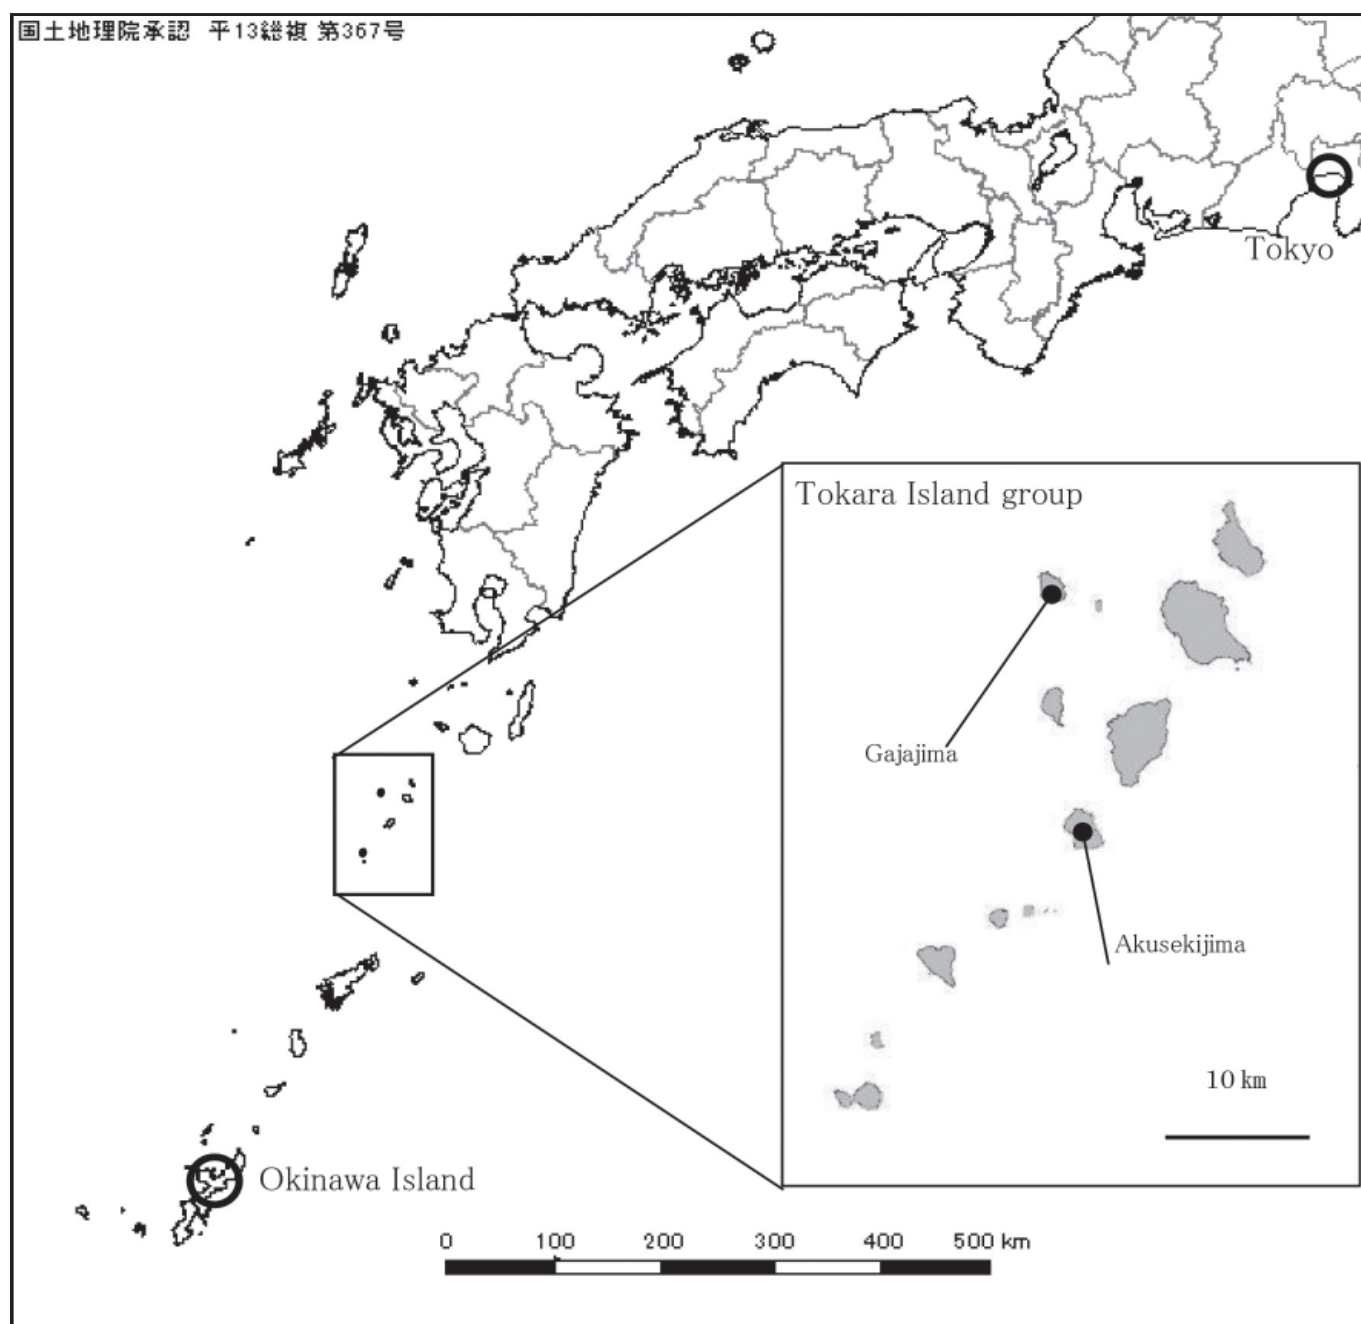 国土地理院承認 平13総複 第367号
Tokyo
Tokara Island group
Gajajima
Akusekijima
10 km
Okinawa Island
0 100 200 300 400 500 km